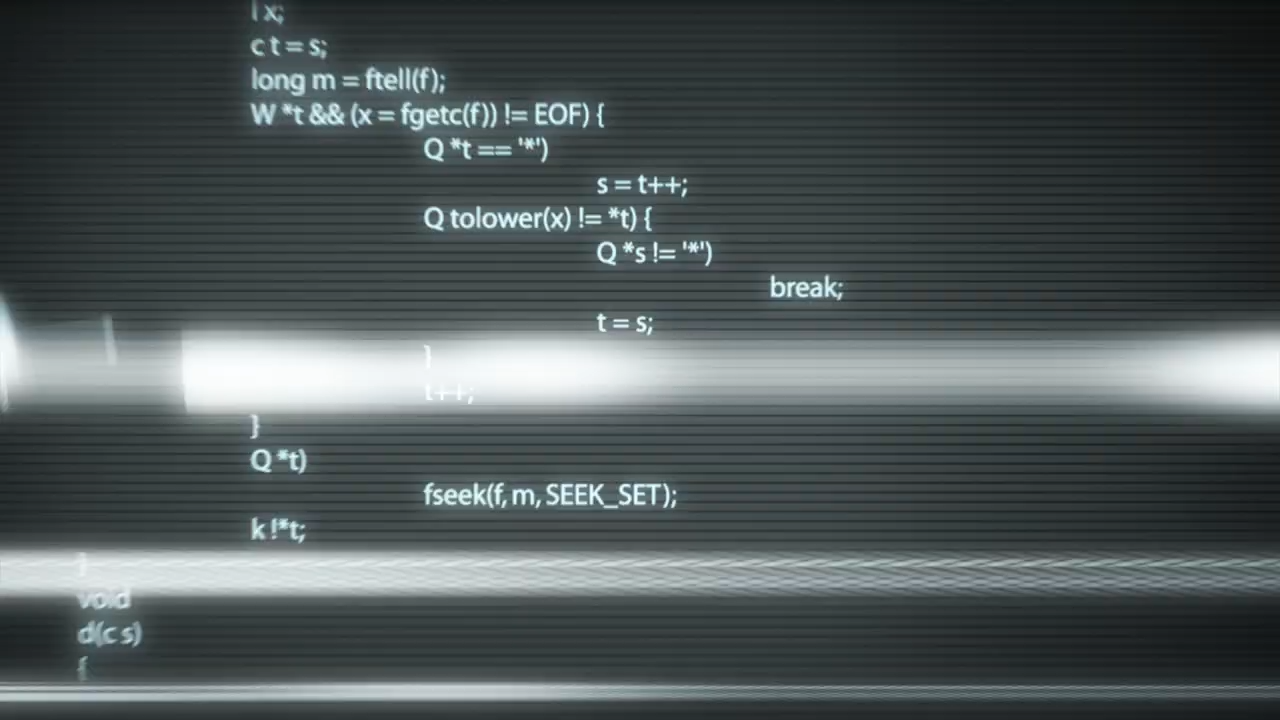 l x;
c t = s;
long m = ftell(f);
W *t && (x = fgetc(f)) != EOF) {
Q *t == '*')
s = t++;
Q tolower(x) != *t) {
Q *s != '*')
break;
t = s;
}
t++;
}
Q *t)
fseek(f, m, SEEK_SET);
k !*t;
}
void
d(c s)
{